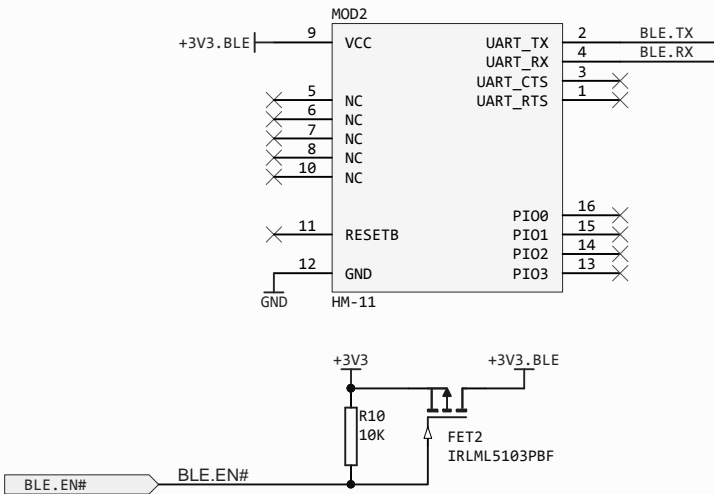 MOD2
+3V3.BLE 9 VCC UART_TX 2 BLE.TX
UART_RX 4 BLE.RX
UART_CTS 3
5 NC UART_RTS 1
6 NC
7 NC
8 NC
10 NC
PIO0 16
11 RESETB PIO1 15
PIO2 14
12 GND PIO3 13
GND HM-11
+3V3 +3V3.BLE
R10
10K
FET2
IRLML5103PBF
BLE.EN# BLE.EN#